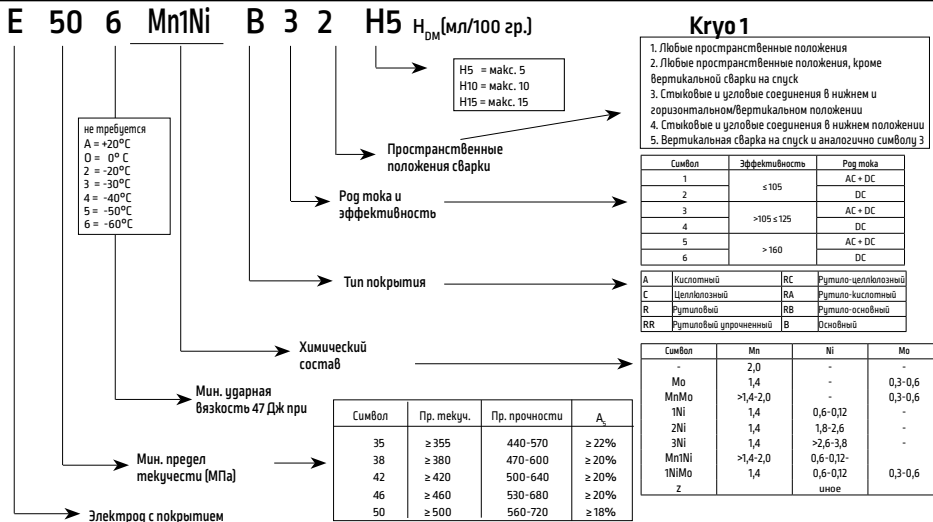 E 50 6 Mn1Ni B 3 2 H5 H_DM (мл/100 гр.)
Kryo 1
H5 = макс. 5
H10 = макс. 10
H15 = макс. 15
1. Любые пространственные положения
2. Любые пространственные положения, кроме
вертикальной сварки на спуск
3. Стыковые и угловые соединения в нижнем и
горизонтальном/вертикальном положении
4. Стыковые и угловые соединения в нижнем положении
5. Вертикальная сварка на спуск и аналогично символу 3
не требуется
A = +20°C
0 = 0° C
2 = -20°C
3 = -30°C
4 = -40°C
5 = -50°C
6 = -60°C
Пространственные
положения сварки
Символ Эффективность Род тока
1 ≤ 105 AC + DC
2 DC
3 >105 ≤ 125 AC + DC
4 DC
5 > 160 AC + DC
6 DC
Род тока и
эффективность
Тип покрытия
A Кислотный RC Рутило-целлюлозный
C Целлюлозный RA Рутило-кислотный
R Рутиловый RB Рутило-основный
RR Рутиловый упрочненный B Основный
Химический
состав
Символ Mn Ni Mo
- 2,0 - -
Mo 1,4 - 0,3-0,6
MnMo >1,4-2,0 - 0,3-0,6
1Ni 1,4 0,6-0,12 -
2Ni 1,4 1,8-2,6 -
3Ni 1,4 >2,6-3,8 -
Mn1Ni >1,4-2,0 0,6-0,12-
1NiMo 1,4 0,6-0,12 0,3-0,6
z иное
Мин. ударная
вязкость 47 Дж при
Символ Пр. текуч. Пр. прочности A5
35 ≥ 355 440-570 ≥ 22%
38 ≥ 380 470-600 ≥ 20%
42 ≥ 420 500-640 ≥ 20%
46 ≥ 460 530-680 ≥ 20%
50 ≥ 500 560-720 ≥ 18%
Мин. предел
текучести (МПа)
Электрод с покрытием